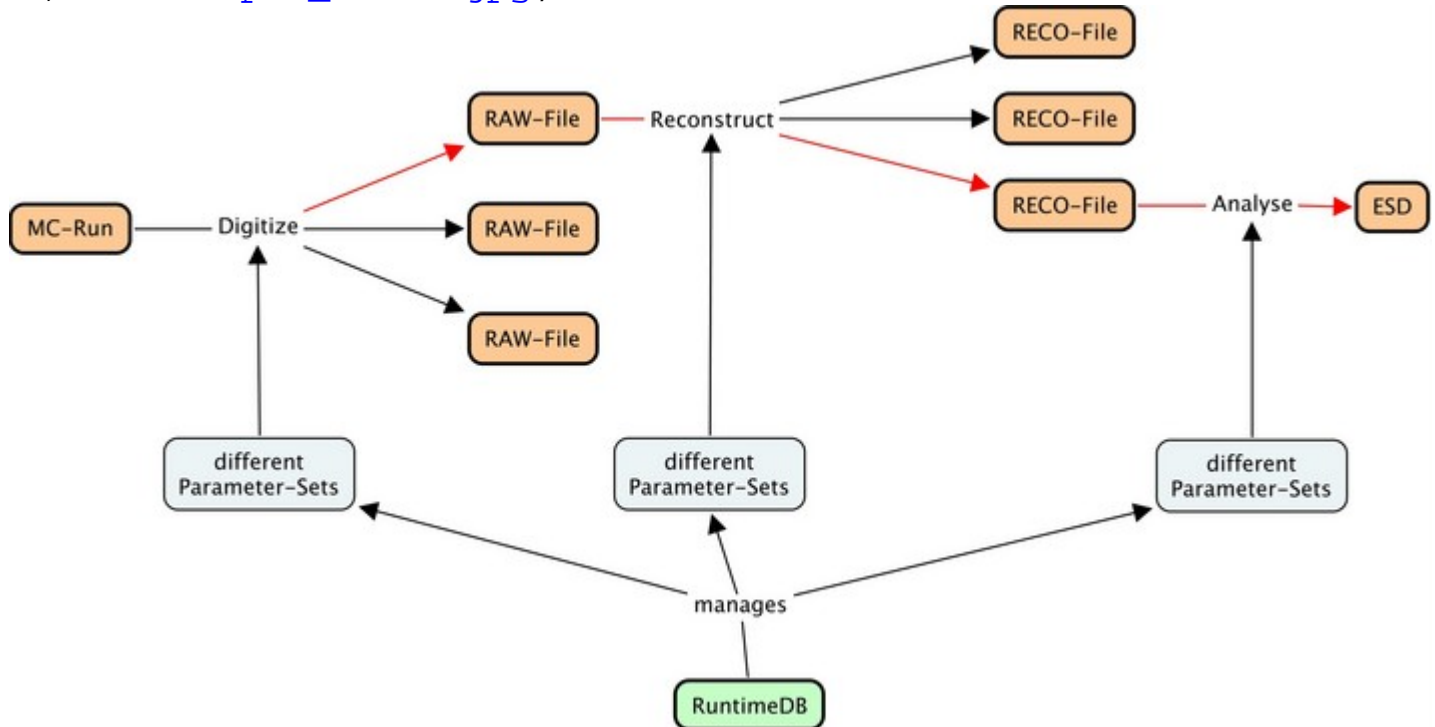 RECO-File
RAW-File
Reconstruct
RECO-File
MC-Run
Digitize
RAW-File
RECO-File
Analyse
ESD
RAW-File
different
Parameter-Sets
different
Parameter-Sets
different
Parameter-Sets
manages
RuntimeDB